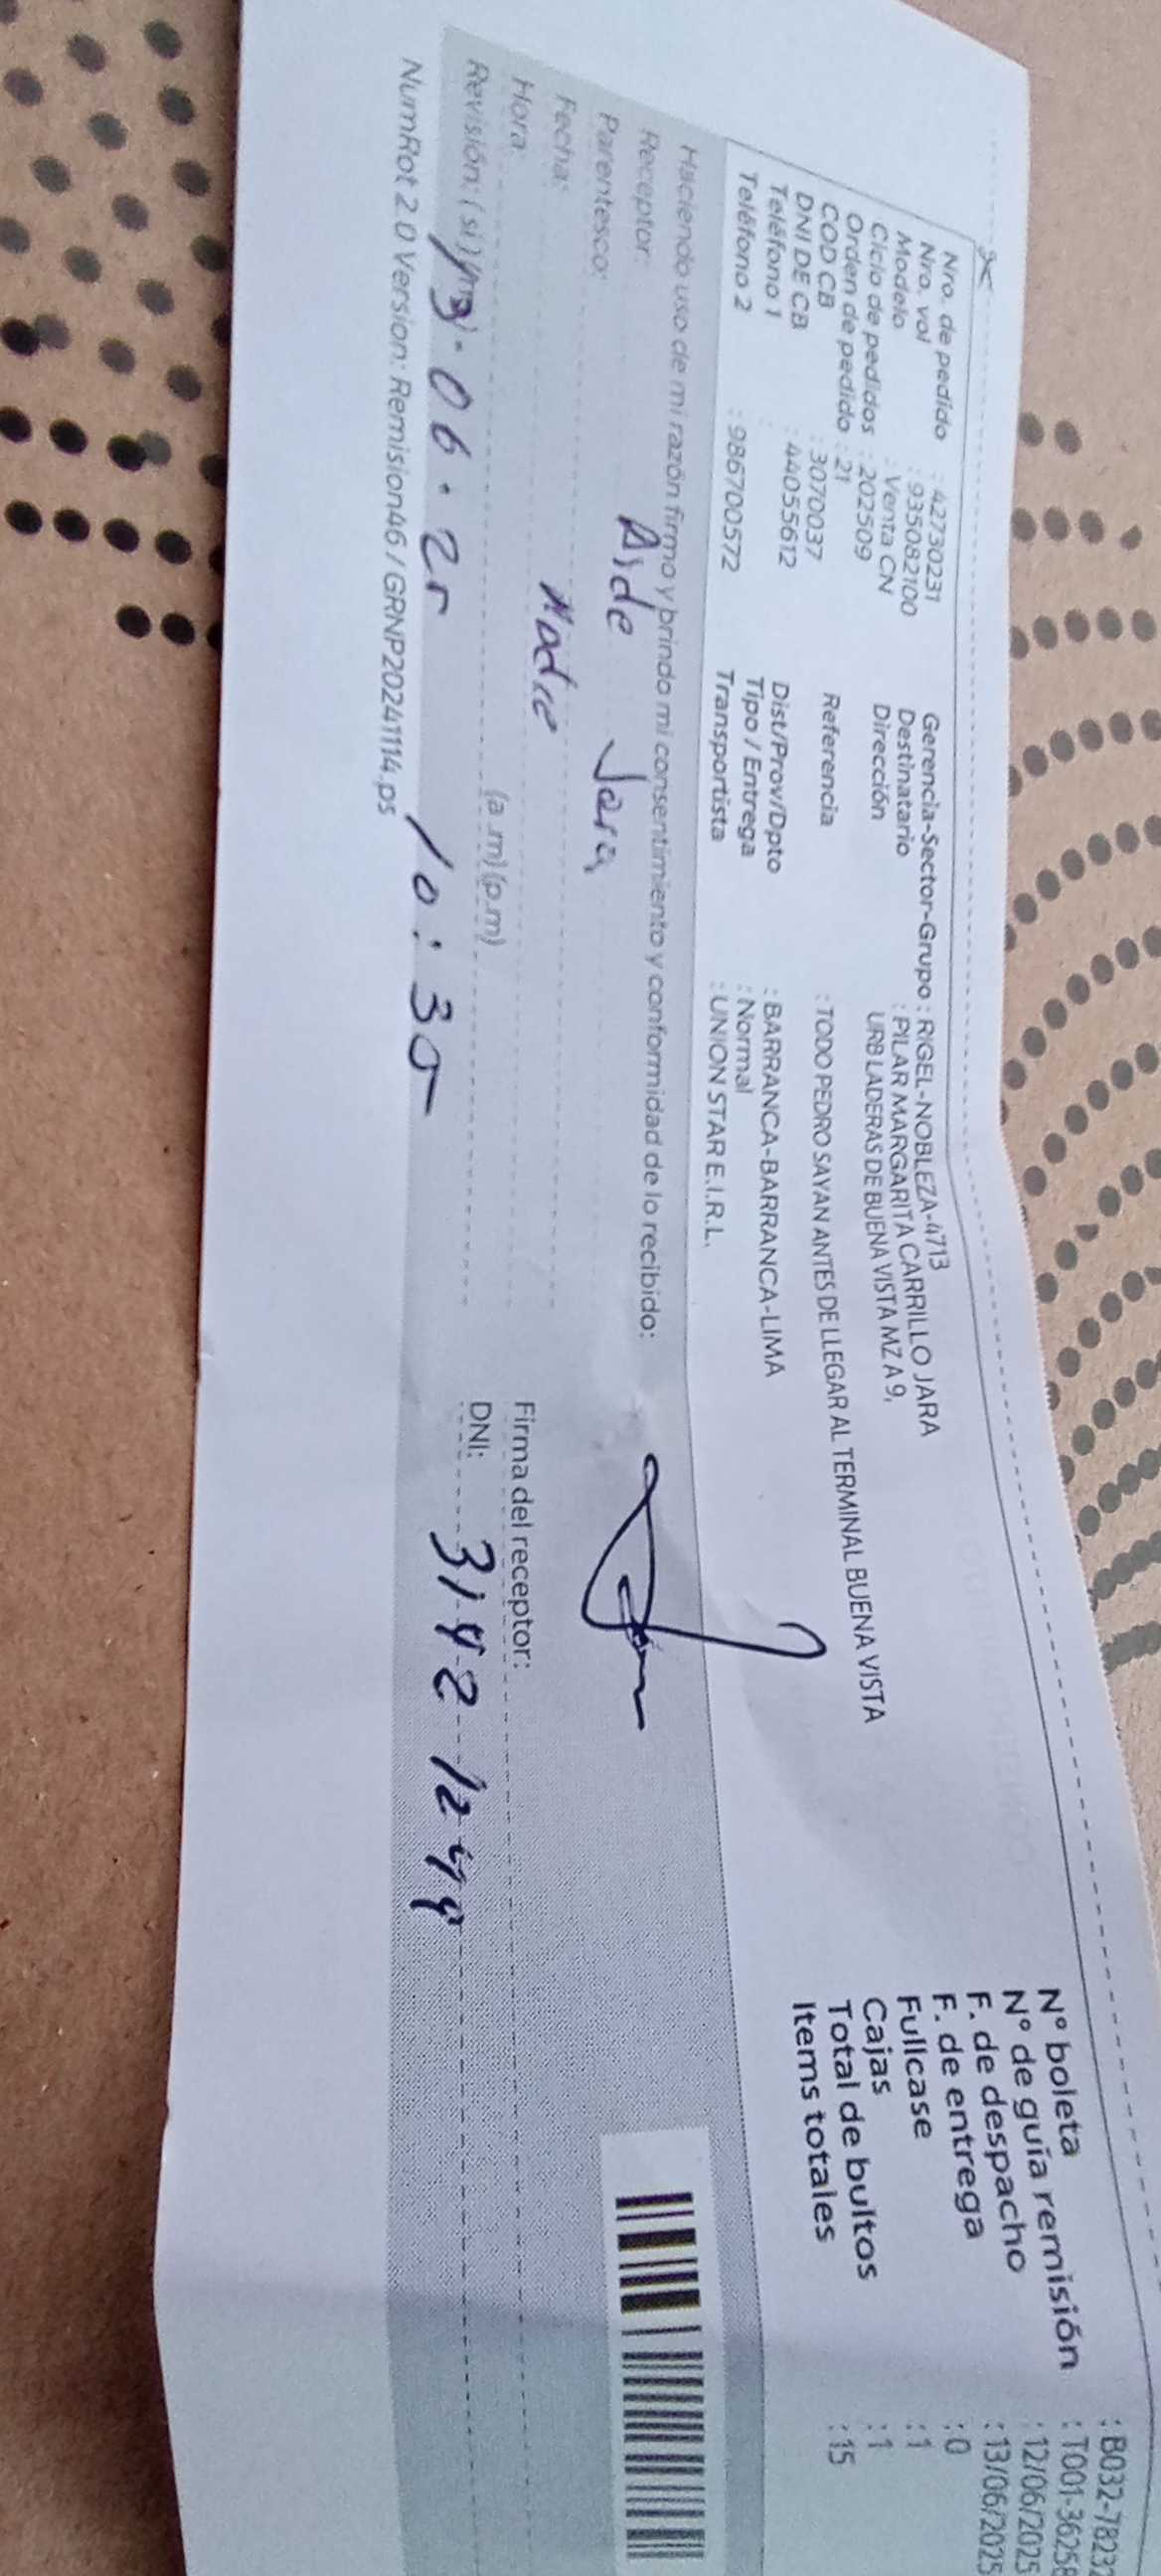 Nro. de pedido : 42730231
Nro. vol : 935082100
Modelo : Venta CN
Ciclo de pedidos : 202509
Orden de pedido : 21
COD CB : 3070037
DNI DE CB : 44055612
Teléfono 1 :
Teléfono 2 : 986700572
Gerencia-Sector-Grupo : RIGEL-NOBLEZA-4713
Destinatario : PILAR MARGARITA CARRILLO JARA
Dirección URB LADERAS DE BUENA VISTA MZ A 9,
Referencia : TODO PEDRO SAYAN ANTES DE LLEGAR AL TERMINAL BUENA VISTA
Dist/Prov/Dpto : BARRANCA-BARRANCA-LIMA
Tipo / Entrega : Normal
Transportista : UNION STAR E.I.R.L.
N° boleta : B032-7823
N° de guía remisión : T001-36256
F. de despacho : 12/06/2025
F. de entrega : 13/06/2025
Fullcase : 0
Cajas : 1
Total de bultos : 1
Items totales : 15
Haciendo uso de mi razón firmo y brindo mi consentimiento y conformidad de lo recibido:
Receptor: Aide Jara
Parentesco: Madre
Fecha:
Hora: (a.m) (p.m)
Revisión: ( si )
06.25 10:35
Firma del receptor:
DNI:
NumRot 2.0 Version: Remision46 / GRNP20241114.ps